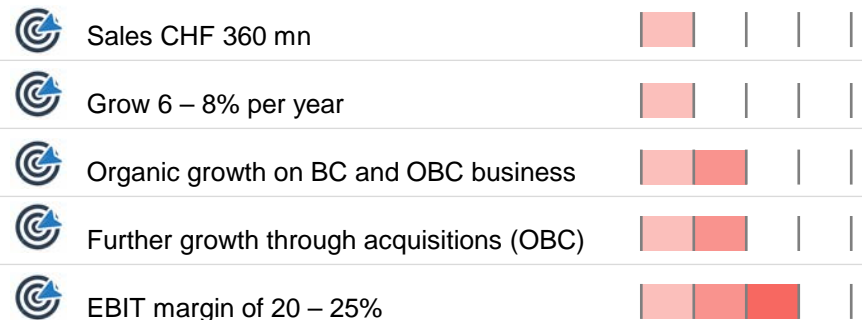 Sales CHF 360 mn
Grow 6 – 8% per year
Organic growth on BC and OBC business
Further growth through acquisitions (OBC)
EBIT margin of 20 – 25%